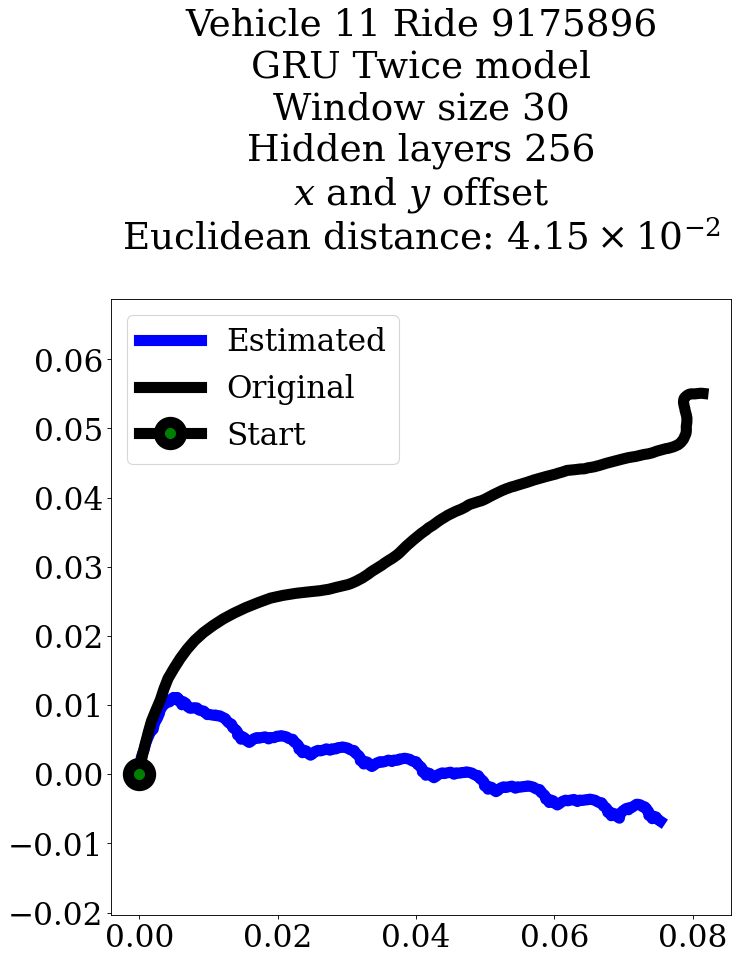 Vehicle 11 Ride 9175896
GRU Twice model
Window size 30
Hidden layers 256
x and y offset
Euclidean distance: 4.15 × 10⁻²
Estimated
Original
Start
0.06
0.05
0.04
0.03
0.02
0.01
0.00
−0.01
−0.02
0.00 0.02 0.04 0.06 0.08